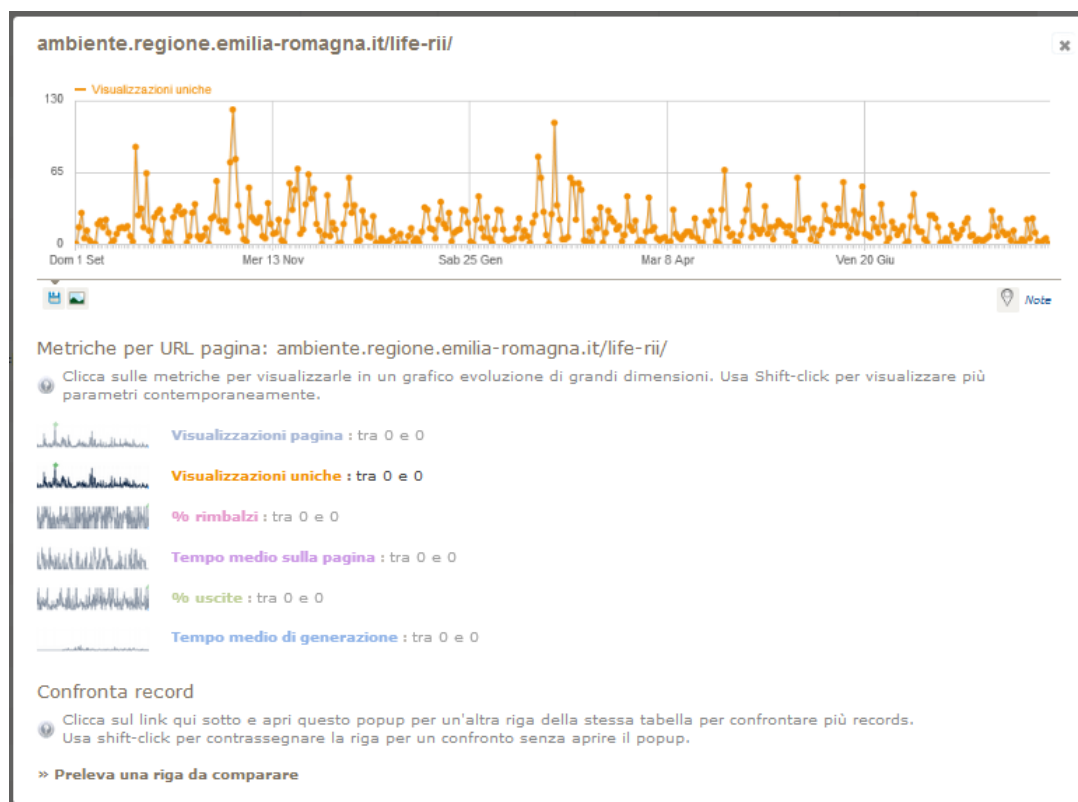 ambiente.regione.emilia-romagna.it/life-rii/
Visualizzazioni uniche
130
65
0
Dom 1 Set Mer 13 Nov Sab 25 Gen Mar 8 Apr Ven 20 Giu
Note
Metriche per URL pagina: ambiente.regione.emilia-romagna.it/life-rii/
Clicca sulle metriche per visualizzarle in un grafico evoluzione di grandi dimensioni. Usa Shift-click per visualizzare più
parametri contemporaneamente.
Visualizzazioni pagina : tra 0 e 0
Visualizzazioni uniche : tra 0 e 0
% rimbalzi : tra 0 e 0
Tempo medio sulla pagina : tra 0 e 0
% uscite : tra 0 e 0
Tempo medio di generazione : tra 0 e 0
Confronta record
Clicca sul link qui sotto e apri questo popup per un'altra riga della stessa tabella per confrontare più records.
Usa shift-click per contrassegnare la riga per un confronto senza aprire il popup.
» Preleva una riga da comparare